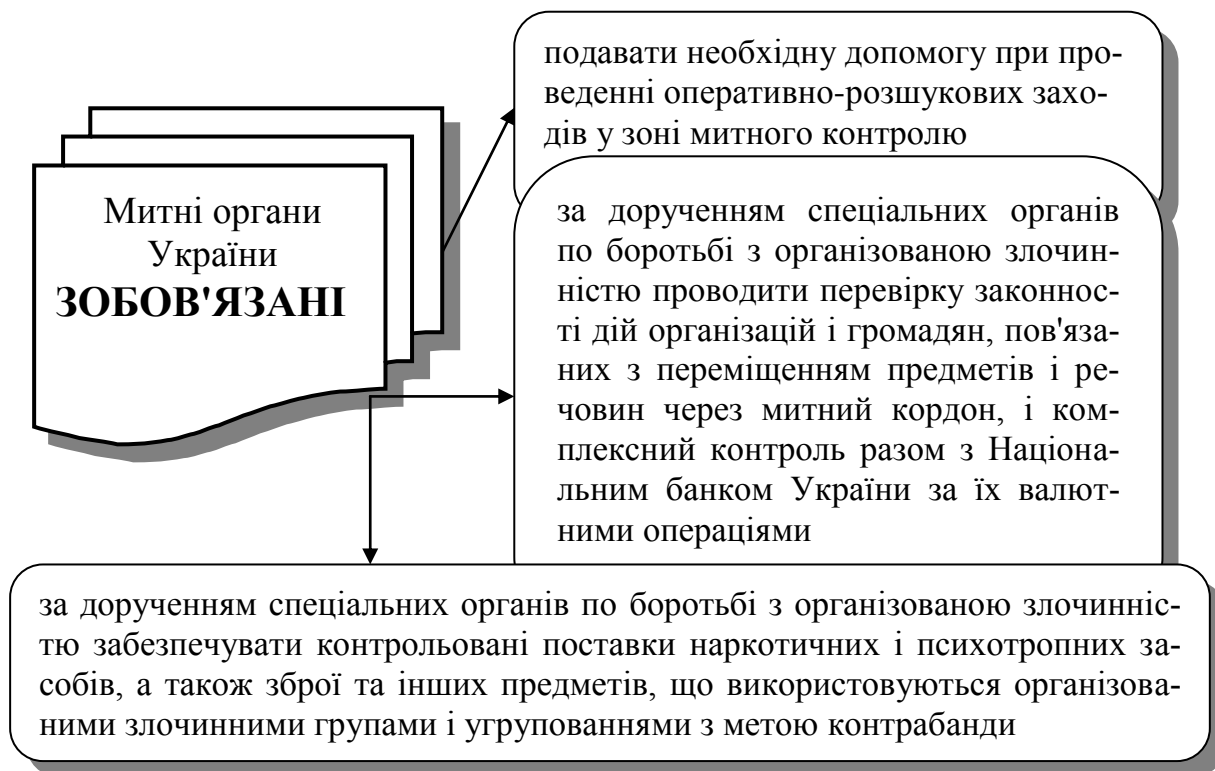 подавати необхідну допомогу при про-
веденні оперативно-розшукових захо-
дів у зоні митного контролю
Митні органи
України
ЗОБОВ'ЯЗАНІ
за дорученням спеціальних органів
по боротьбі з організованою злочин-
ністю проводити перевірку законнос-
ті дій організацій і громадян, пов'яза-
них з переміщенням предметів і ре-
човин через митний кордон, і ком-
плексний контроль разом з Націона-
льним банком України за їх валют-
ними операціями
за дорученням спеціальних органів по боротьбі з організованою злочинніс-
тю забезпечувати контрольовані поставки наркотичних і психотропних за-
собів, а також зброї та інших предметів, що використовуються організова-
ними злочинними групами і угрупованнями з метою контрабанди